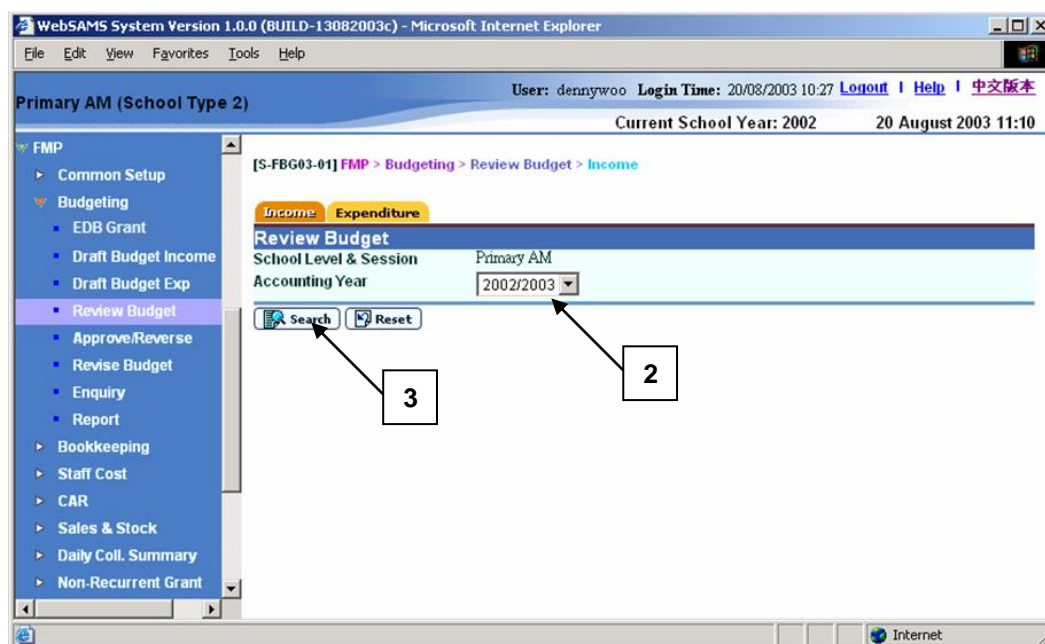 WebSAMS System Version 1.0.0 (BUILD-13082003c) - Microsoft Internet Explorer
File Edit View Favorites Tools Help
Primary AM (School Type 2)
User: dennywoo Login Time: 20/08/2003 10:27 Logout | Help | 中文版本
Current School Year: 2002 20 August 2003 11:10
FMP
Common Setup
Budgeting
EDB Grant
Draft Budget Income
Draft Budget Exp
Review Budget
Approve/Reverse
Revise Budget
Enquiry
Report
Bookkeeping
Staff Cost
CAR
Sales & Stock
Daily Coll. Summary
Non-Recurrent Grant
[S-FBG03-01] FMP > Budgeting > Review Budget > Income
Income Expenditure
Review Budget
School Level & Session Primary AM
Accounting Year 2002/2003
Search Reset
2
3
Internet